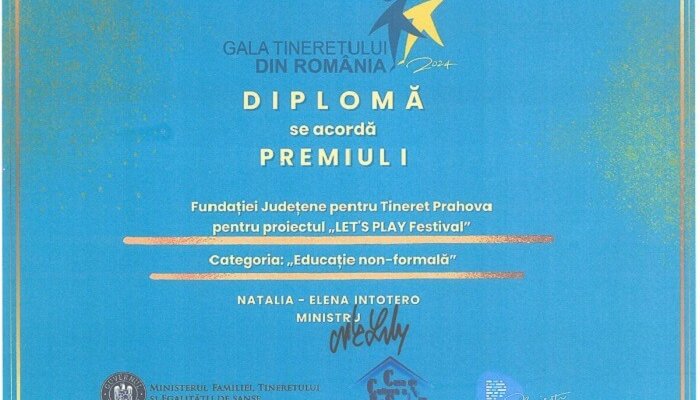 GALA TINERETULUI
DIN ROMÂNIA
2024
DIPLOMĂ
se acordă
PREMIUL I
Fundației Județene pentru Tineret Prahova
pentru proiectul „LET'S PLAY Festival”
Categoria: „Educație non-formală”
NATALIA - ELENA INTOTERO
MINISTRU
MINISTERUL FAMILIEI, TINERETULUI
ȘI EGALITĂȚII DE ȘANSE